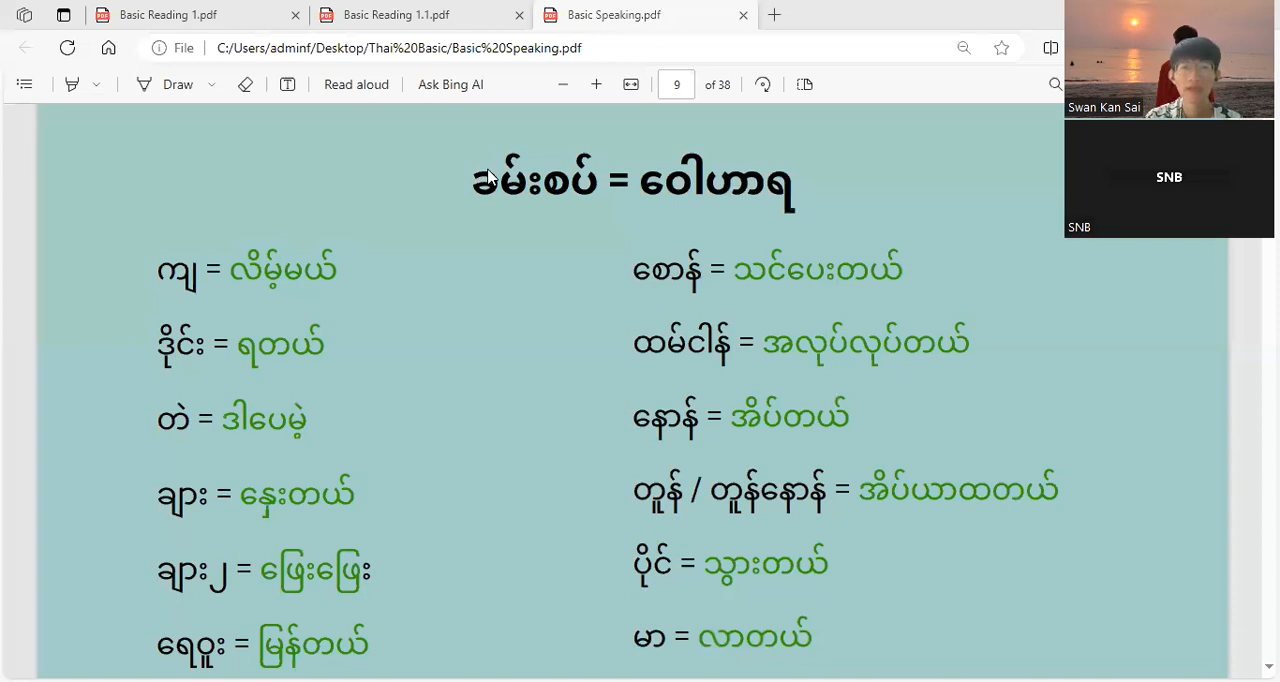 Basic Reading 1.pdf
Basic Reading 1.1.pdf
Basic Speaking.pdf
File
C:/Users/adminf/Desktop/Thai%20Basic/Basic%20Speaking.pdf
Draw
Read aloud
Ask Bing AI
9
of 38
Swan Kan Sai
SNB
SNB
ခမ်းစပ် = ဝေါဟာရ
ကျ = လိမ့်မယ်
ဒိုင်း = ရတယ်
တဲ = ဒါပေမဲ့
ချား = နှေးတယ်
ချား၂ = ဖြေးဖြေး
ရေဝူး = မြန်တယ်
စောန် = သင်ပေးတယ်
ထမ်ငါန် = အလုပ်လုပ်တယ်
နောန် = အိပ်တယ်
တူန် / တူန်နောန် = အိပ်ယာထတယ်
ပိုင် = သွားတယ်
မာ = လာတယ်